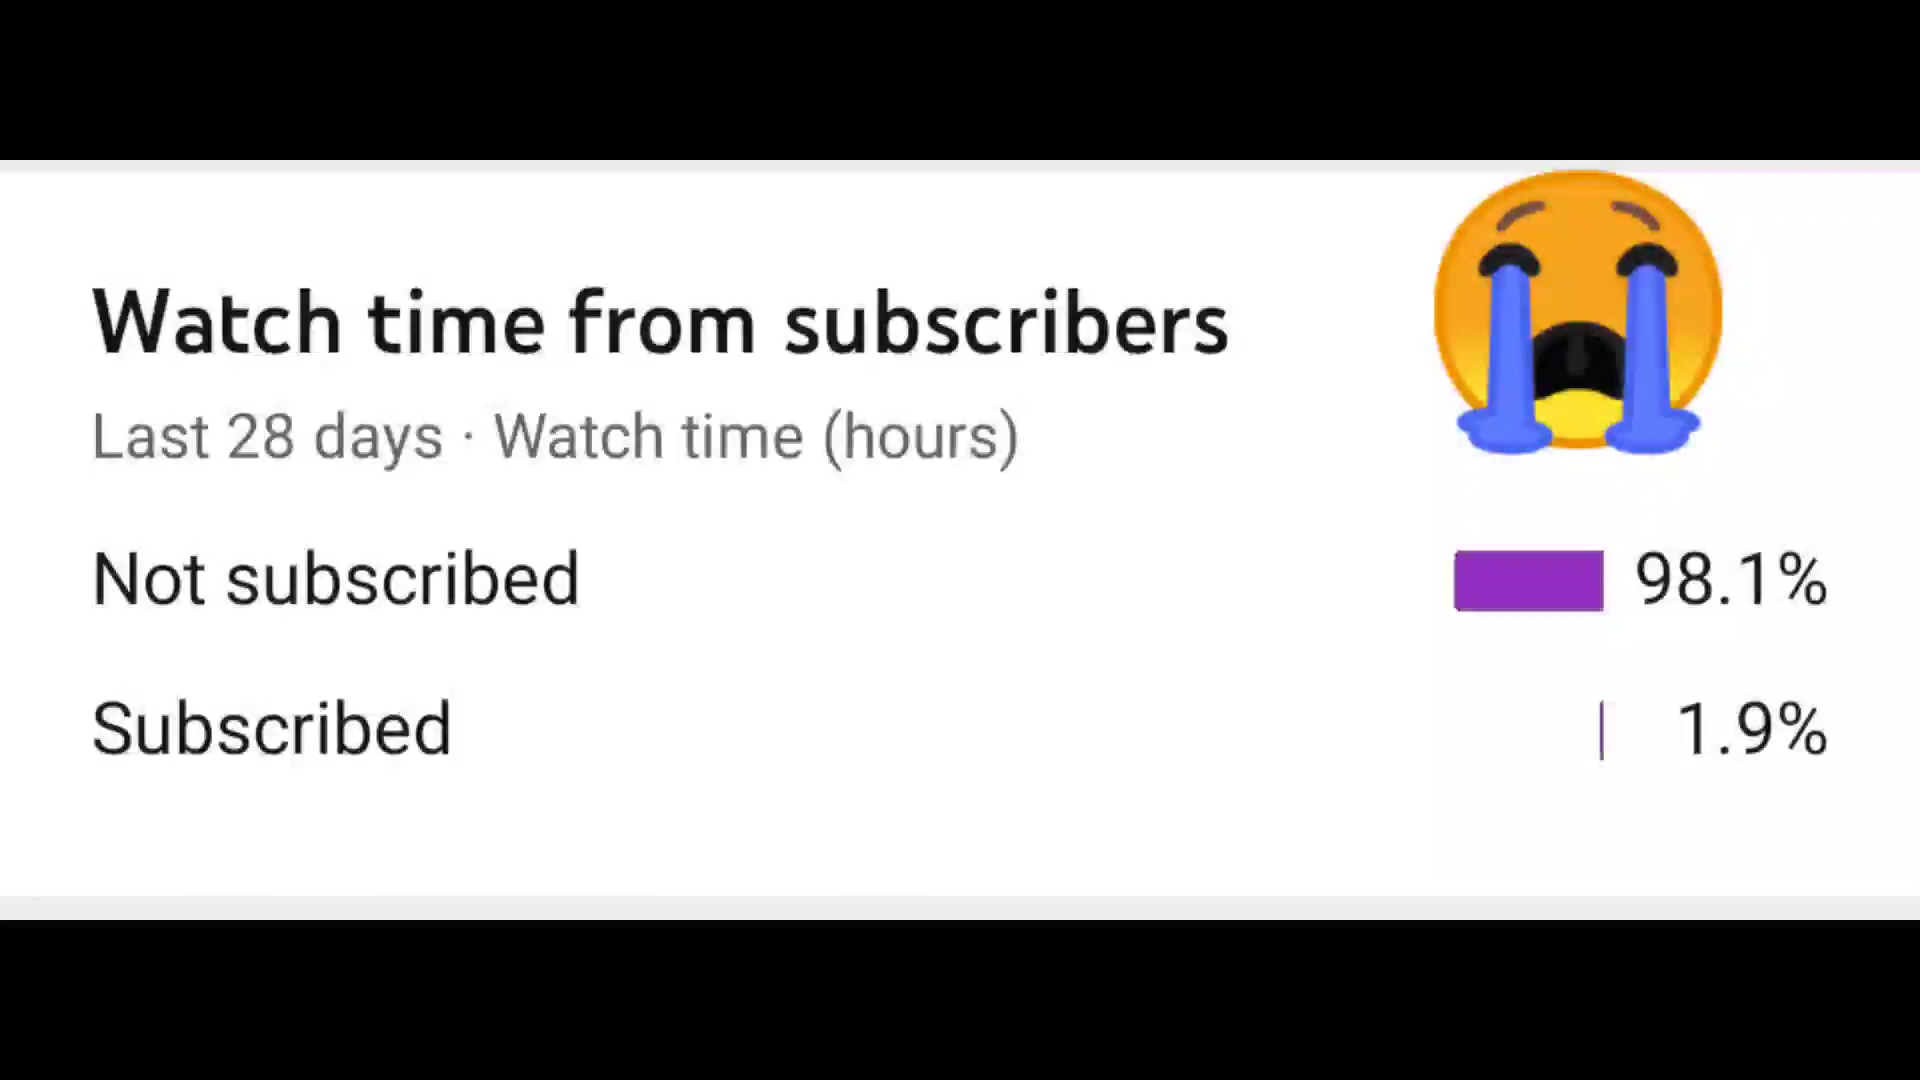 Watch time from subscribers
Last 28 days · Watch time (hours)
Not subscribed 98.1%
Subscribed 1.9%